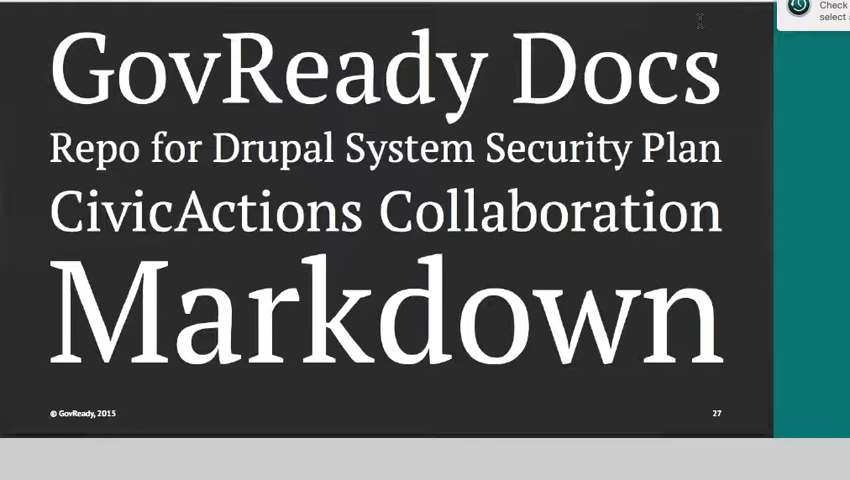 GovReady Docs
Repo for Drupal System Security Plan
CivicActions Collaboration
Markdown
© GovReady, 2015
27
Check
select